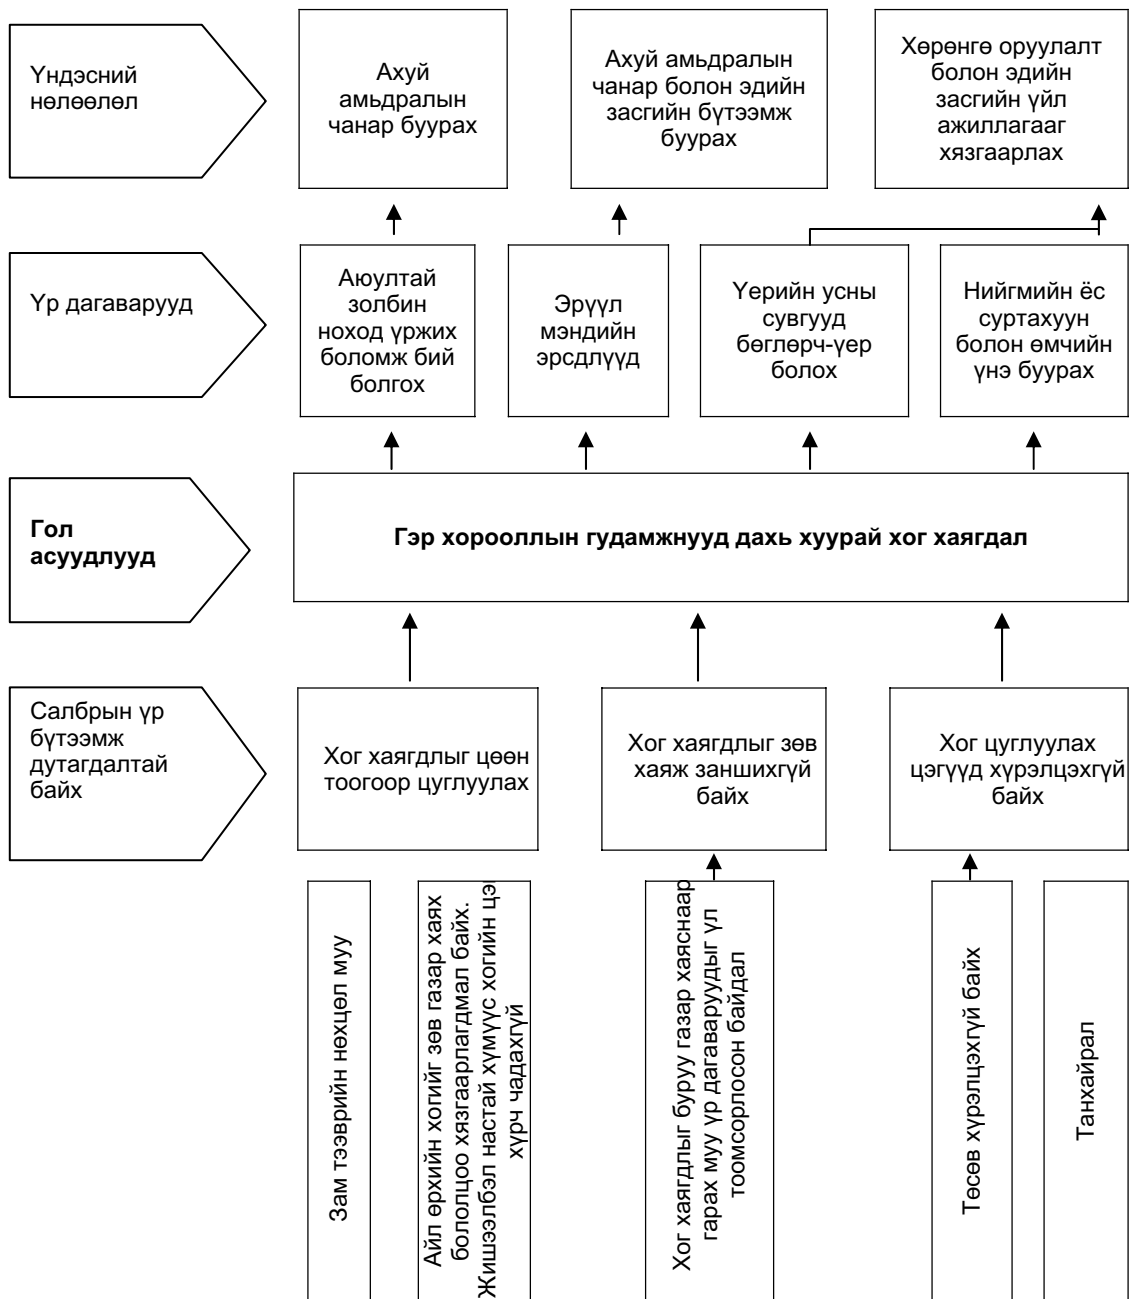 Үндэсний
нөлөөлөл
Ахуй
амьдралын
чанар буурах
Ахуй амьдралын
чанар болон эдийн
засгийн бүтээмж
буурах
Хөрөнгө оруулалт
болон эдийн
засгийн үйл
ажиллагааг
хязгаарлах
Үр дагаварууд
Аюултай
золбин
ноход үржих
боломж бий
болгох
Эрүүл
мэндийн
эрсдлүүд
Үерийн усны
сувгууд
бөглөрч-үер
болох
Нийгмийн ёс
суртахуун
болон өмчийн
үнэ буурах
Гол
асуудлууд
Гэр хорооллын гудамжнууд дахь хуурай хог хаягдал
Салбрын үр
бүтээмж
дутагдалтай
байх
Хог хаягдлыг цөөн
тоогоор цуглуулах
Хог хаягдлыг зөв
хаяж заншихгүй
байх
Хог цуглуулах
цэгүүд хүрэлцэхгүй
байх
Зам тээврийн нөхцөл муу
Айл өрхийн хогийг зөв газар хаях
бололцоо хязгаарлагдмал байх.
Жишээлбэл настай хүмүүс хогийн цэ
хүрч чадахгүй
Хог хаягдлыг буруу газар хаяснаар
гарах муу үр дагаваруудыг үл
тоомсорлосон байдал
Төсөв хүрэлцэхгүй байх
Танхайрал